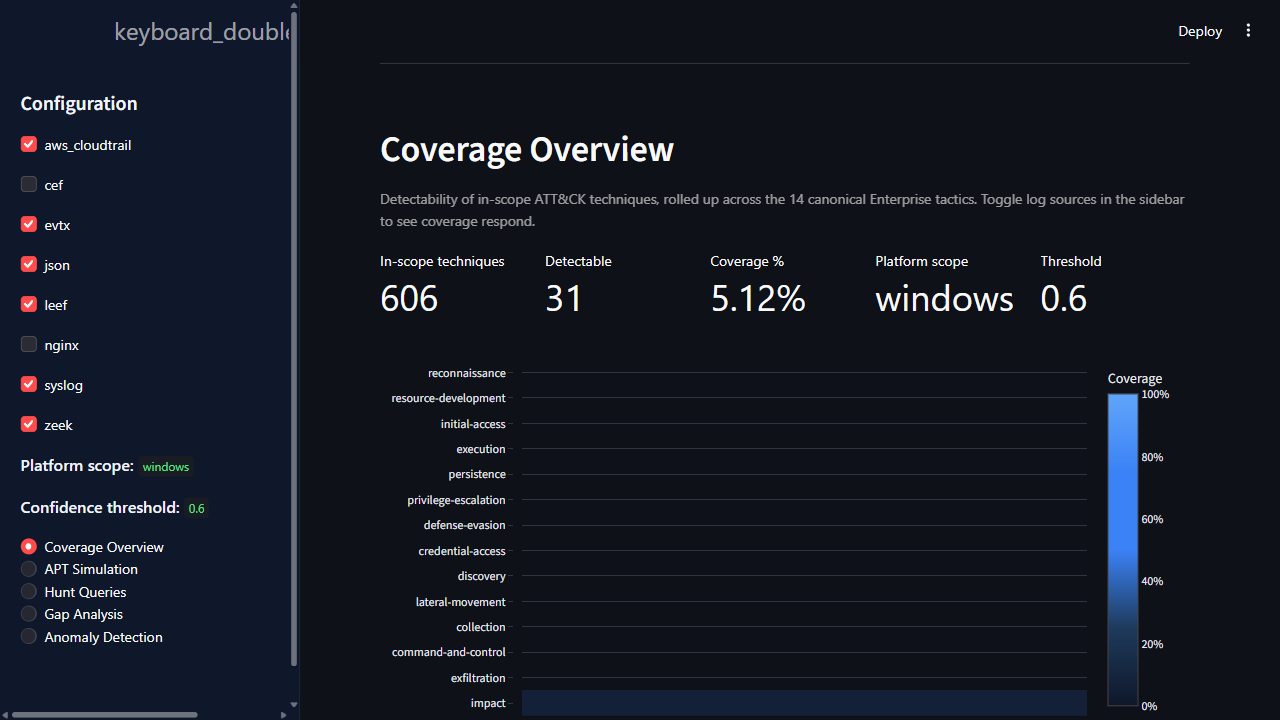 keyboard_double
Deploy
Configuration
aws_cloudtrail
cef
evtx
json
leef
nginx
syslog
zeek
Platform scope: windows
Confidence threshold: 0.6
Coverage Overview
APT Simulation
Hunt Queries
Gap Analysis
Anomaly Detection
Coverage Overview
Detectability of in-scope ATT&CK techniques, rolled up across the 14 canonical Enterprise tactics. Toggle log sources in the sidebar
to see coverage respond.
In-scope techniques
606
Detectable
31
Coverage %
5.12%
Platform scope
windows
Threshold
0.6
reconnaissance
resource-development
initial-access
execution
persistence
privilege-escalation
defense-evasion
credential-access
discovery
lateral-movement
collection
command-and-control
exfiltration
impact
Coverage
100%
80%
60%
40%
20%
0%